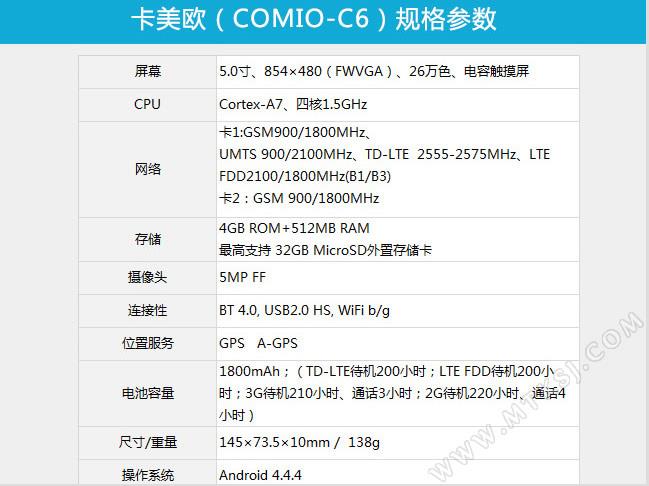 卡美欧（COMIO-C6）规格参数
屏幕
5.0寸、854×480（FWVGA）、26万色、电容触摸屏
CPU
Cortex-A7、四核1.5GHz
网络
卡1:GSM900/1800MHz、
UMTS 900/2100MHz、TD-LTE 2555-2575MHz、LTE
FDD2100/1800MHz(B1/B3)
卡2：GSM 900/1800MHz
存储
4GB ROM+512MB RAM
最高支持 32GB MicroSD外置存储卡
摄像头
5MP FF
连接性
BT 4.0, USB2.0 HS, WiFi b/g
位置服务
GPS A-GPS
电池容量
1800mAh；（TD-LTE待机200小时；LTE FDD待机200小
时；3G待机210小时、通话3小时；2G待机220小时、通话4
小时）
尺寸/重量
145×73.5×10mm / 138g
操作系统
Android 4.4.4
WWW.MTKSJ.COM